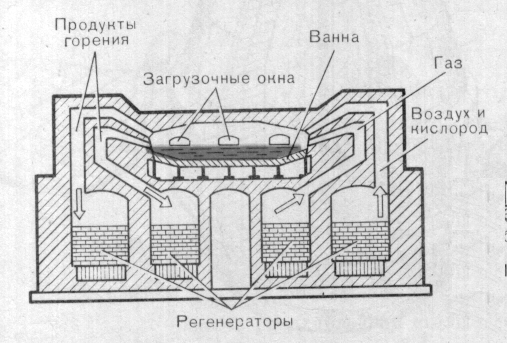 Продукты
горения
Ванна
Загрузочные окна
Газ
Воздух и
кислород
Регенераторы